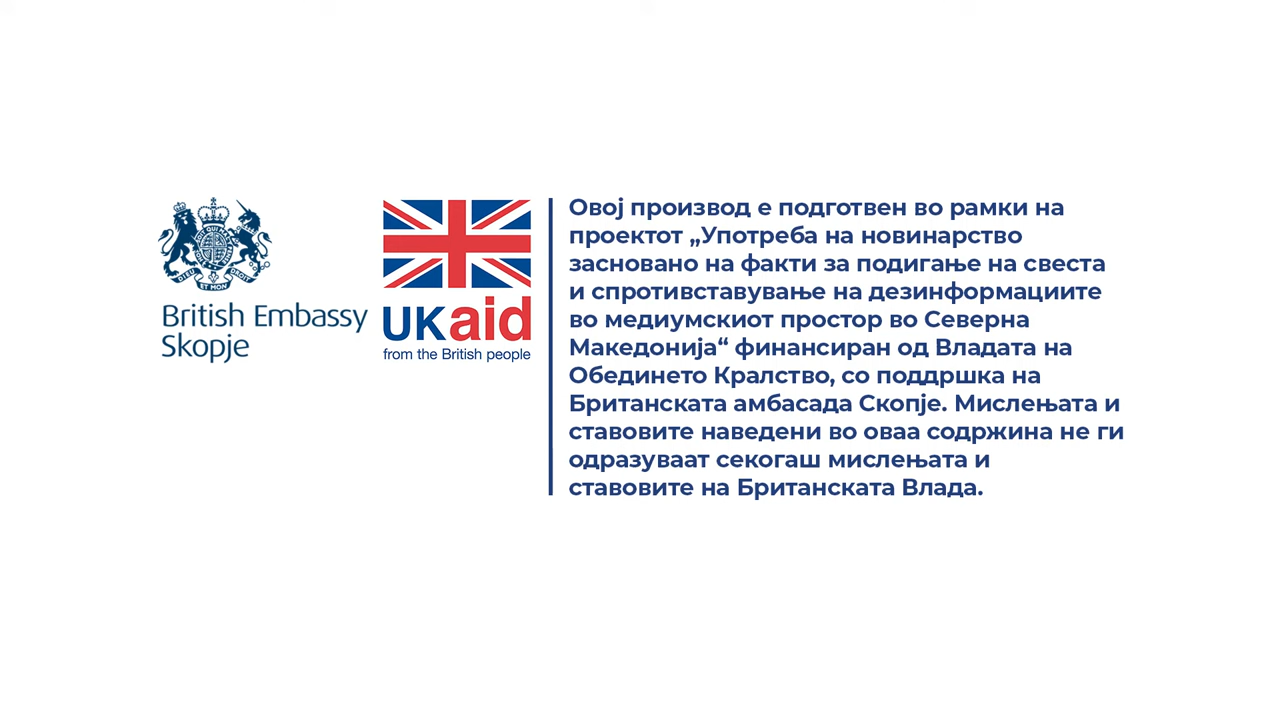 British Embassy
Skopje
UKaid
from the British people
Овој производ е подготвен во рамки на
проектот „Употреба на новинарство
засновано на факти за подигање на свеста
и спротивставување на дезинформациите
во медиумскиот простор во Северна
Македонија“ финансиран од Владата на
Обединето Кралство, со поддршка на
Британската амбасада Скопје. Мислењата и
ставовите наведени во оваа содржина не ги
одразуваат секогаш мислењата и
ставовите на Британската Влада.